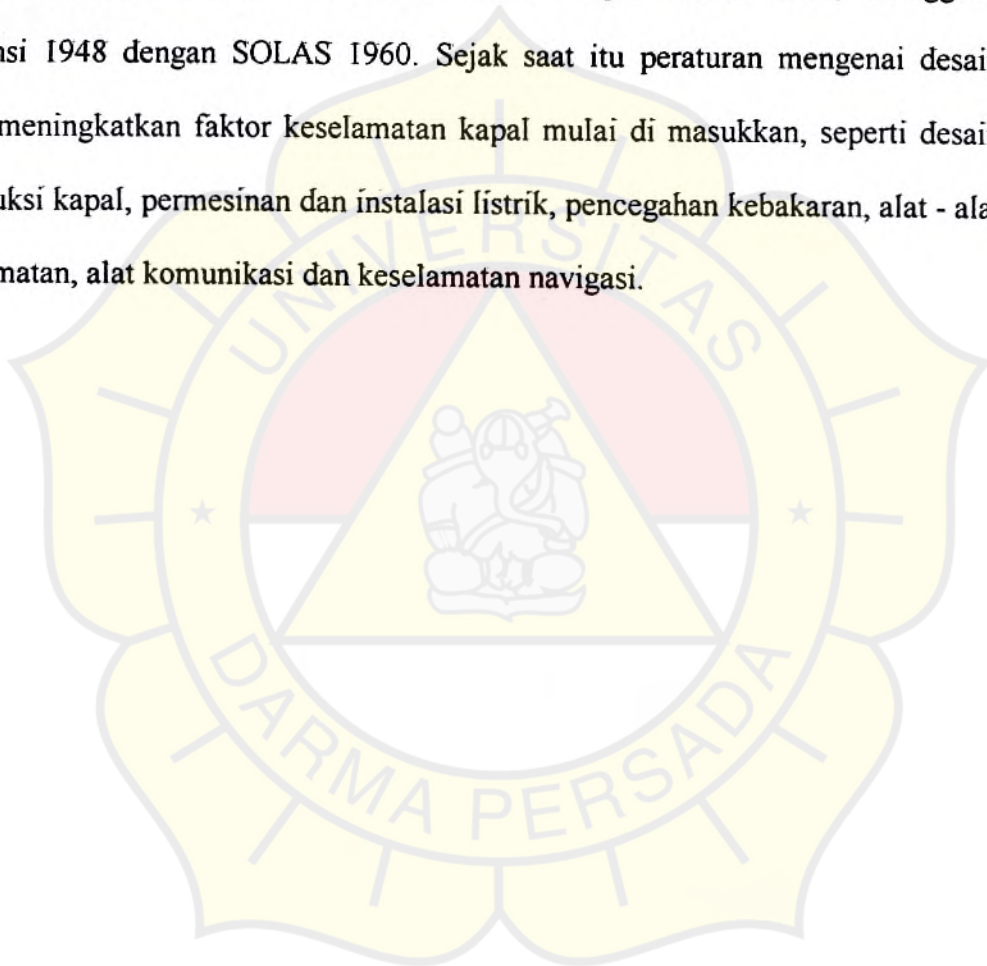 nsi 1948 dengan SOLAS 1960. Sejak saat itu peraturan mengenai desai
meningkatkan faktor keselamatan kapal mulai di masukkan, seperti desai
uksi kapal, permesinan dan instalasi listrik, pencegahan kebakaran, alat - ala
matan, alat komunikasi dan keselamatan navigasi.
UNIVERSITAS
DARMA PERSADA